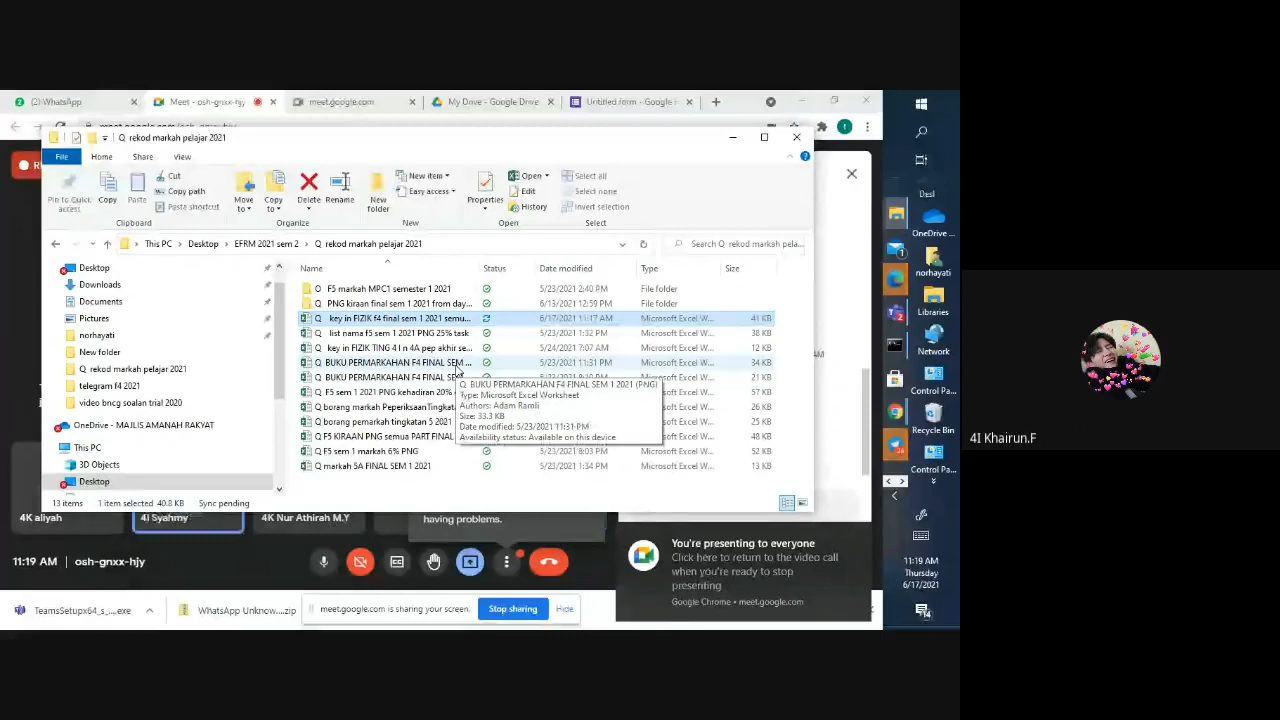 (2) WhatsApp
Meet - osh-gnxx-hjy
meet.google.com
My Drive - Google Drive
Untitled form - Google
Q rekod markah pelajar 2021
File
Home
Share
View
Pin to Quick access
Copy
Paste
Cut
Copy path
Paste shortcut
Clipboard
Move to
Copy to
Delete
Rename
Organize
New folder
New item
Easy access
New
Properties
Open
Edit
History
Open
Select all
Select none
Invert selection
Select
This PC > Desktop > EFRM 2021 sem 2 > Q rekod markah pelajar 2021
Search Q rekod markah pela...
Name Status Date modified Type Size
Q F5 markah MPC1 semester 1 2021 5/23/2021 2:40 PM File folder
Q PNG kiraan final sem 1 2021 from day... 6/13/2021 12:59 PM File folder
Q key in FIZIK f4 final sem 1 2021 semu... 6/17/2021 11:17 AM Microsoft Excel W... 41 KB
Q list nama f5 sem 1 2021 PNG 25% task 5/23/2021 1:32 PM Microsoft Excel W... 38 KB
Q key in FIZIK TING 4 I n 4A pep akhir se... 5/24/2021 7:07 AM Microsoft Excel W... 12 KB
Q BUKU PERMARKAHAN F4 FINAL SEM ... 5/23/2021 11:31 PM Microsoft Excel W... 34 KB
Q BUKU PERMARKAHAN F4 FINAL SEM Microsoft Excel W... 21 KB
Q F5 sem 1 2021 PNG kehadiran 20% Microsoft Excel W... 57 KB
Q borang markah PeperiksaanTingkat Microsoft Excel W... 26 KB
Q borang pemarkah tingkatan 5 2021 Microsoft Excel W... 25 KB
Q F5 KIRAAN PNG semua PART FINAL Microsoft Excel W... 48 KB
Q F5 sem 1 markah 6% PNG 5/23/2021 8:03 PM Microsoft Excel W... 52 KB
Q markah 5A FINAL SEM 1 2021 5/23/2021 1:34 PM Microsoft Excel W... 13 KB
Q BUKU PERMARKAHAN F4 FINAL SEM 1 2021 (PNG)
Type: Microsoft Excel Worksheet
Authors: Adam Ramli
Size: 33.3 KB
Date modified: 5/23/2021 11:31 PM
Availability status: Available on this device
Desktop
Downloads
Documents
Pictures
norhayati
New folder
Q rekod markah pelajar 2021
telegram f4 2021
video bncg soalan trial 2020
OneDrive - MAJLIS AMANAH RAKYAT
This PC
3D Objects
Desktop
13 items 1 item selected 40.8 KB Sync pending
4K aliyah
4I Syahmy
4K Nur Athirah M.Y
having problems.
11:19 AM | osh-gnxx-hjy
You're presenting to everyone
Click here to return to the video call
when you're ready to stop
presenting
Google Chrome • meet.google.com
TeamsSetupx64_s_....exe
WhatsApp Unknow....zip
meet.google.com is sharing your screen.
Stop sharing
Hide
Desl
OneDrive ...
norhayati
Libraries
Network
Control Pa...
Recycle Bin
Control Pa...
11:19 AM
Thursday
6/17/2021
4I Khairun.F